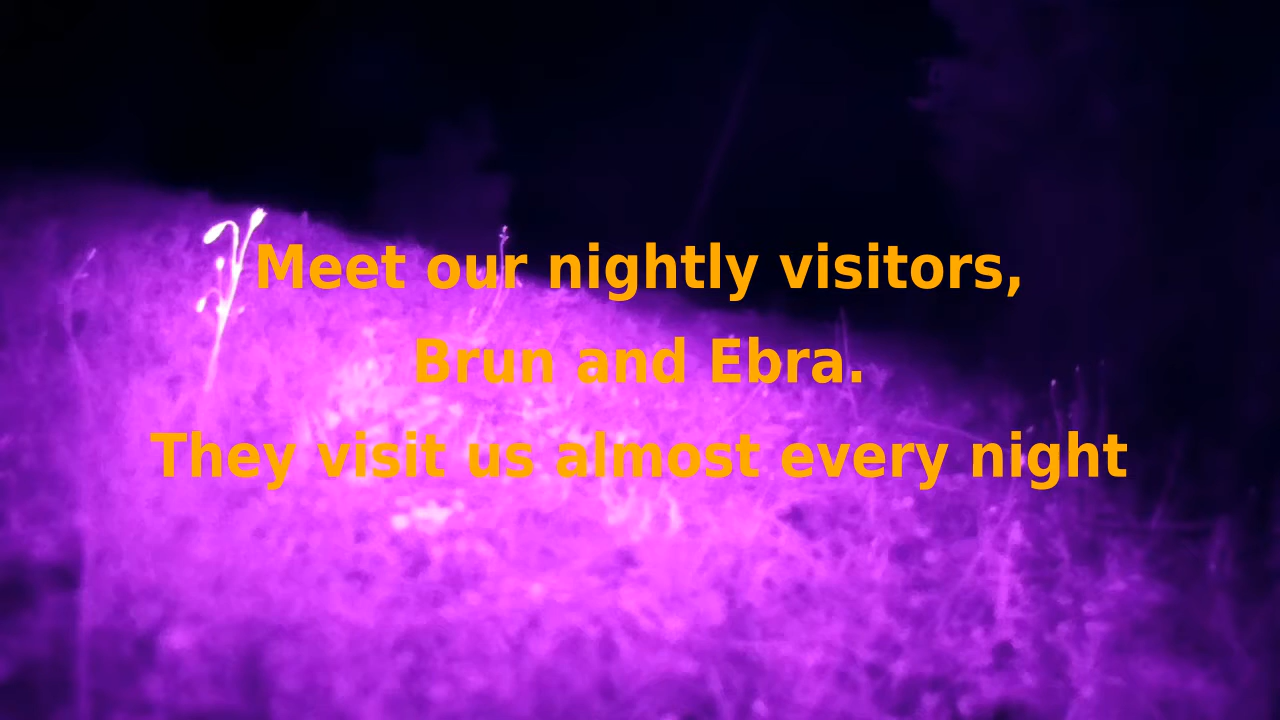 Meet our nightly visitors,
Brun and Ebra.
They visit us almost every night